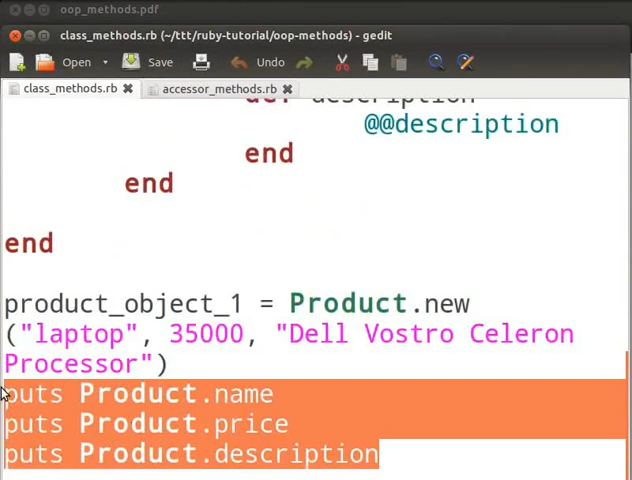 oop_methods.pdf
class_methods.rb (~/ttt/ruby-tutorial/oop-methods) - gedit
Open Save Undo
class_methods.rb accessor_methods.rb
def description
@@description
end
end
end
product_object_1 = Product.new
("laptop", 35000, "Dell Vostro Celeron
Processor")
puts Product.name
puts Product.price
puts Product.description